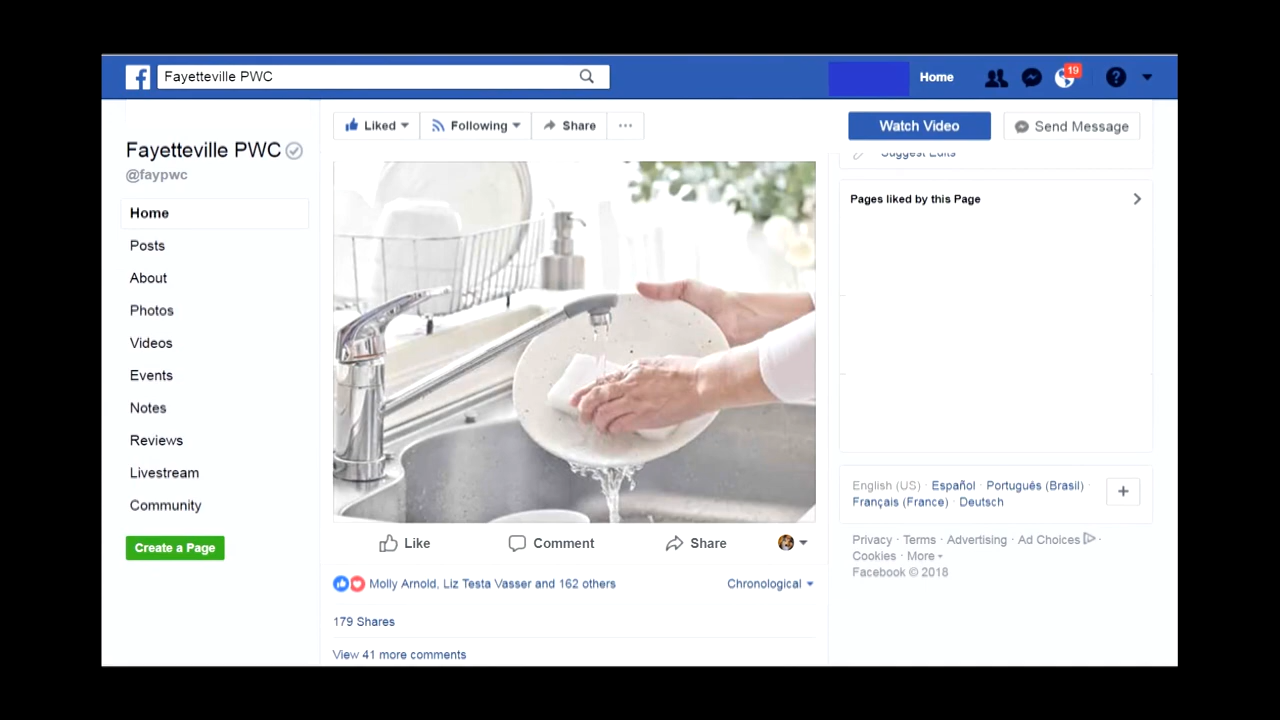 Fayetteville PWC
Home
19
Liked
Following
Share
Watch Video
Send Message
Fayetteville PWC
@faypwc
Home
Posts
About
Photos
Videos
Events
Notes
Reviews
Livestream
Community
Create a Page
Like
Comment
Share
Molly Arnold, Liz Testa Vasser and 162 others
Chronological
179 Shares
View 41 more comments
Suggest Edits
Pages liked by this Page
English (US) · Español · Português (Brasil) ·
Français (France) · Deutsch
Privacy · Terms · Advertising · Ad Choices ·
Cookies · More
Facebook © 2018